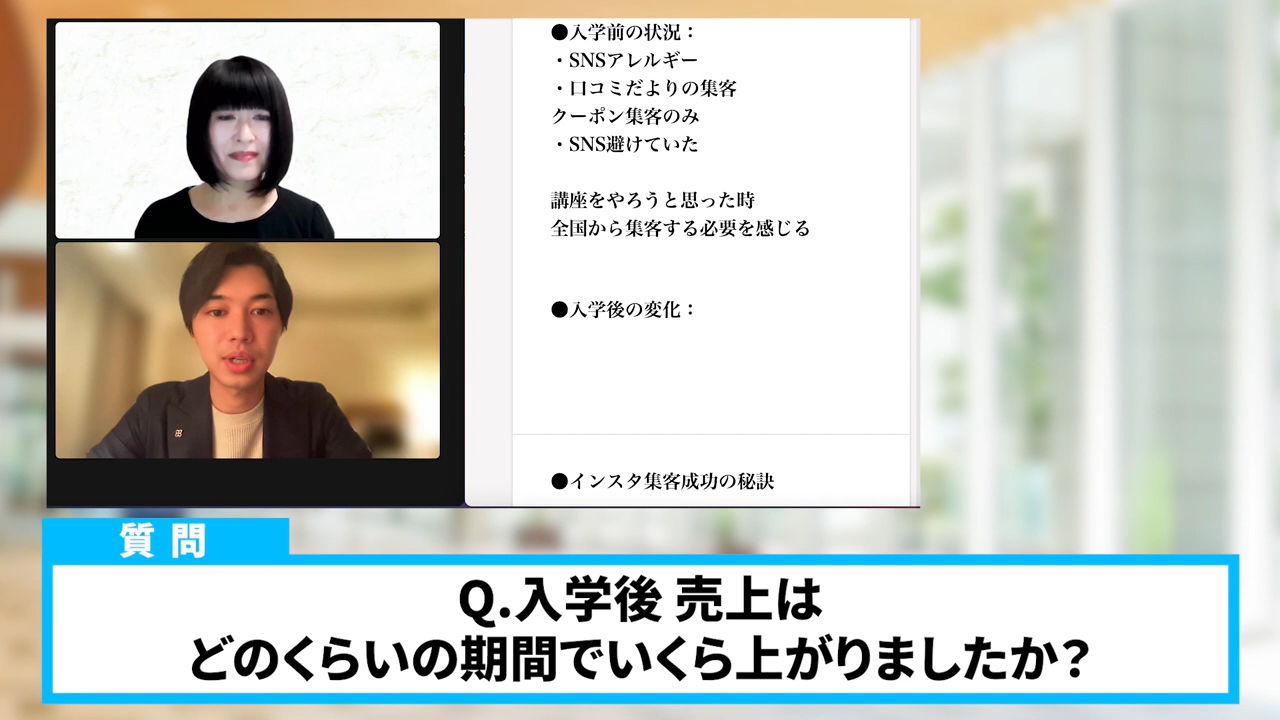 ●入学前の状況：
・SNSアレルギー
・口コミだよりの集客
クーポン集客のみ
・SNS避けていた
講座をやろうと思った時
全国から集客する必要を感じる
●入学後の変化：
●インスタ集客成功の秘訣
質問
Q.入学後 売上は
どのくらいの期間でいくら上がりましたか？